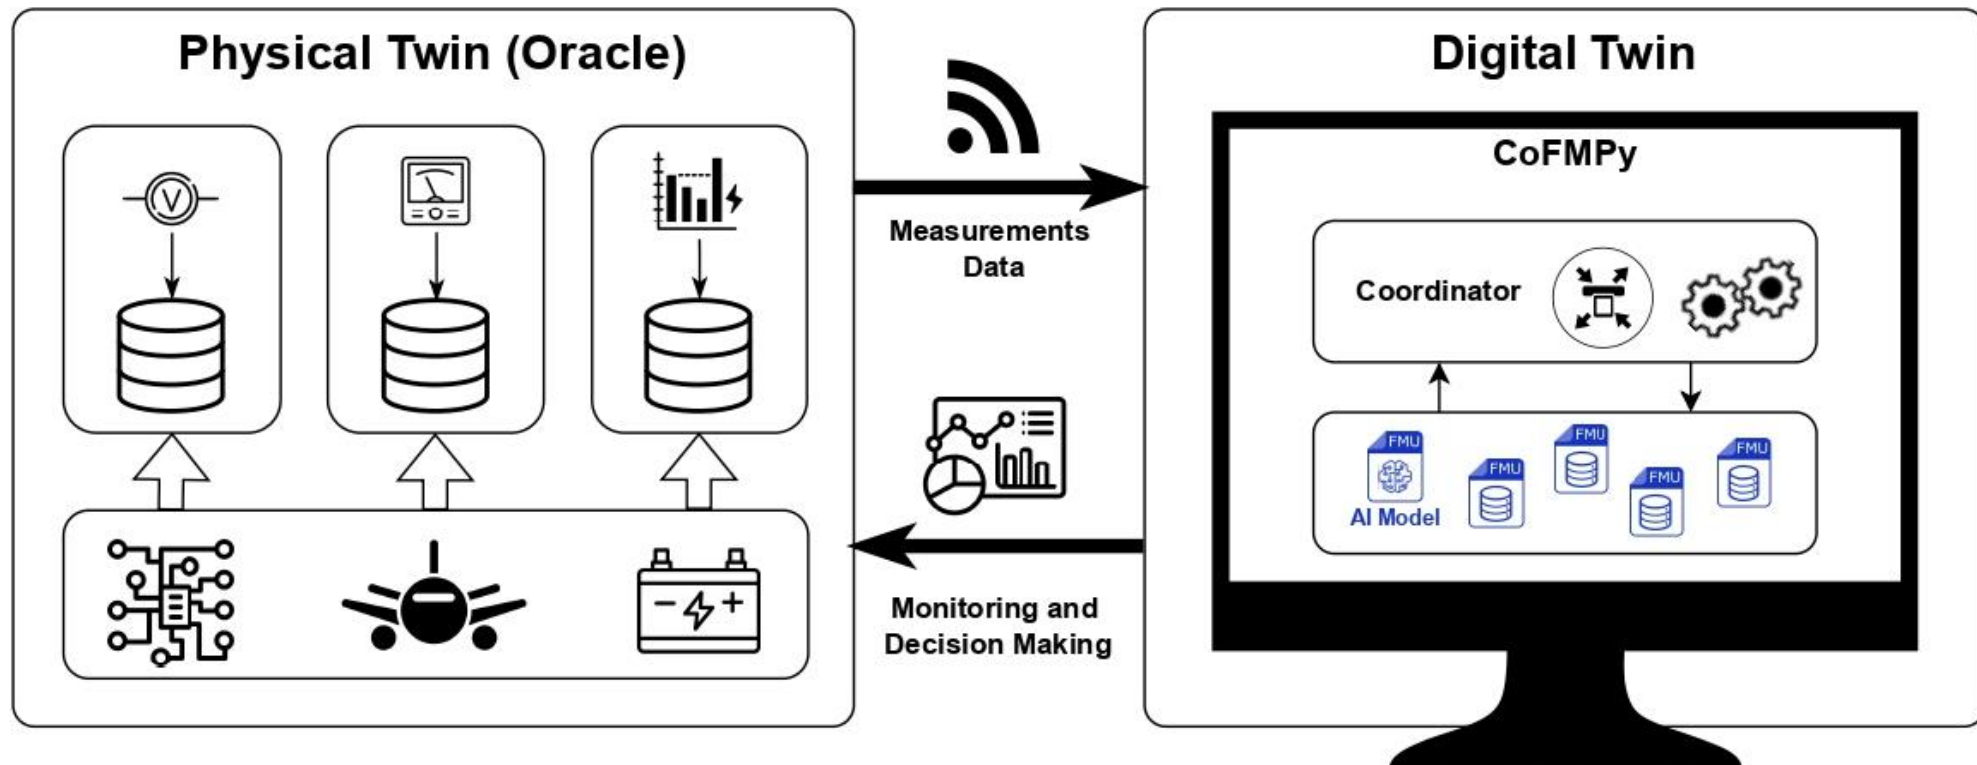 Physical Twin (Oracle)
V
Measurements
Data
Monitoring and
Decision Making
Digital Twin
CoFMPy
Coordinator
FMU
AI Model
FMU
FMU
FMU
FMU